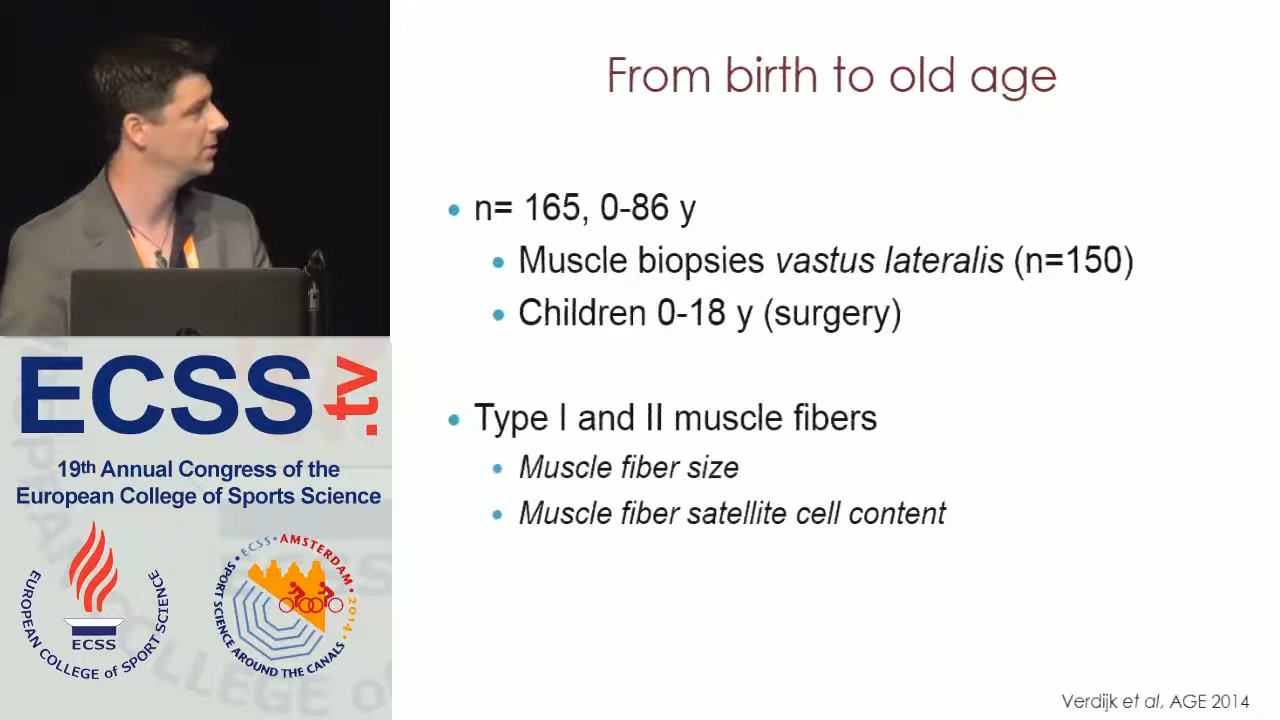 From birth to old age
n= 165, 0-86 y
Muscle biopsies vastus lateralis (n=150)
Children 0-18 y (surgery)
Type I and II muscle fibers
Muscle fiber size
Muscle fiber satellite cell content
Verdijk et al, AGE 2014
ECSS.tv
19th Annual Congress of the
European College of Sports Science
EUROPEAN COLLEGE OF SPORT SCIENCE
ECSS
SPORT SCIENCE AROUND THE CANALS
ECSS • AMSTERDAM • 2014